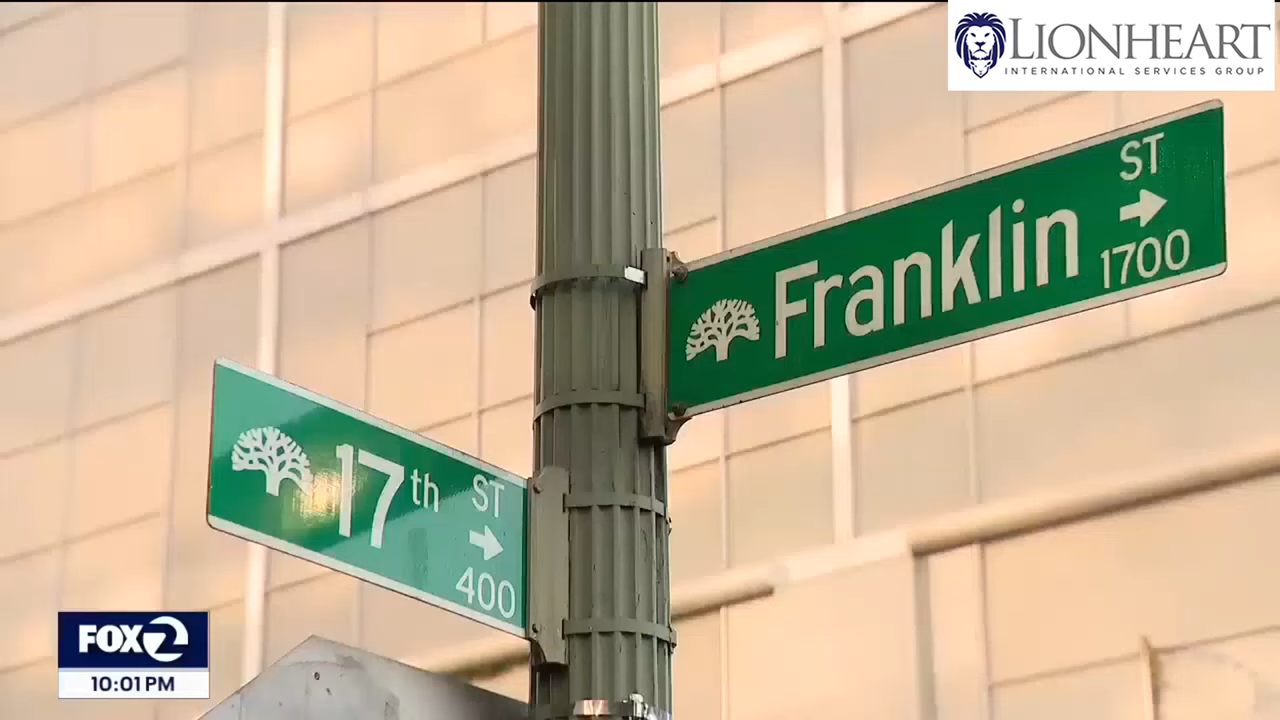 LIONHEART
INTERNATIONAL SERVICES GROUP
Franklin ST
1700
17th ST
400
FOX 2
10:01 PM